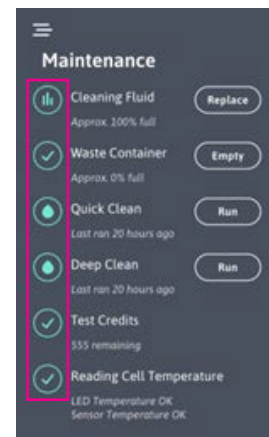 Maintenance
Cleaning Fluid
Replace
Approx. 100% full
Waste Container
Empty
Approx. 0% full
Quick Clean
Run
Last ran 20 hours ago
Deep Clean
Run
Last ran 20 hours ago
Test Credits
555 remaining
Reading Cell Temperature
LED Temperature OK
Sensor Temperature OK